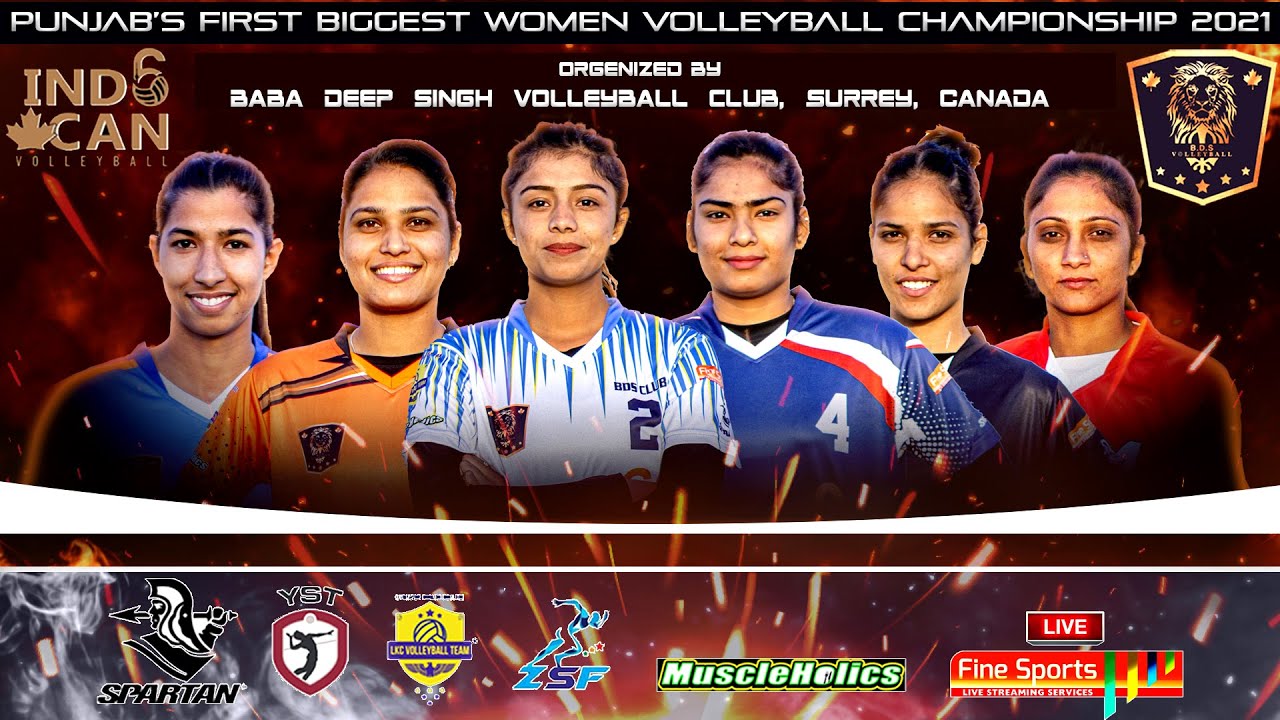 PUNJAB'S FIRST BIGGEST WOMEN VOLLEYBALL CHAMPIONSHIP 2021
ORGENIZED BY
BABA DEEP SINGH VOLLEYBALL CLUB, SURREY, CANADA
INDO
CAN
VOLLEYBALL
B.D.S
VOLLEYBALL
BDS CLUB
2
4
SPARTAN
YST
LKC VOLLEYBALL TEAM
ZSF
MuscleHolics
LIVE
Fine Sports
LIVE STREAMING SERVICES